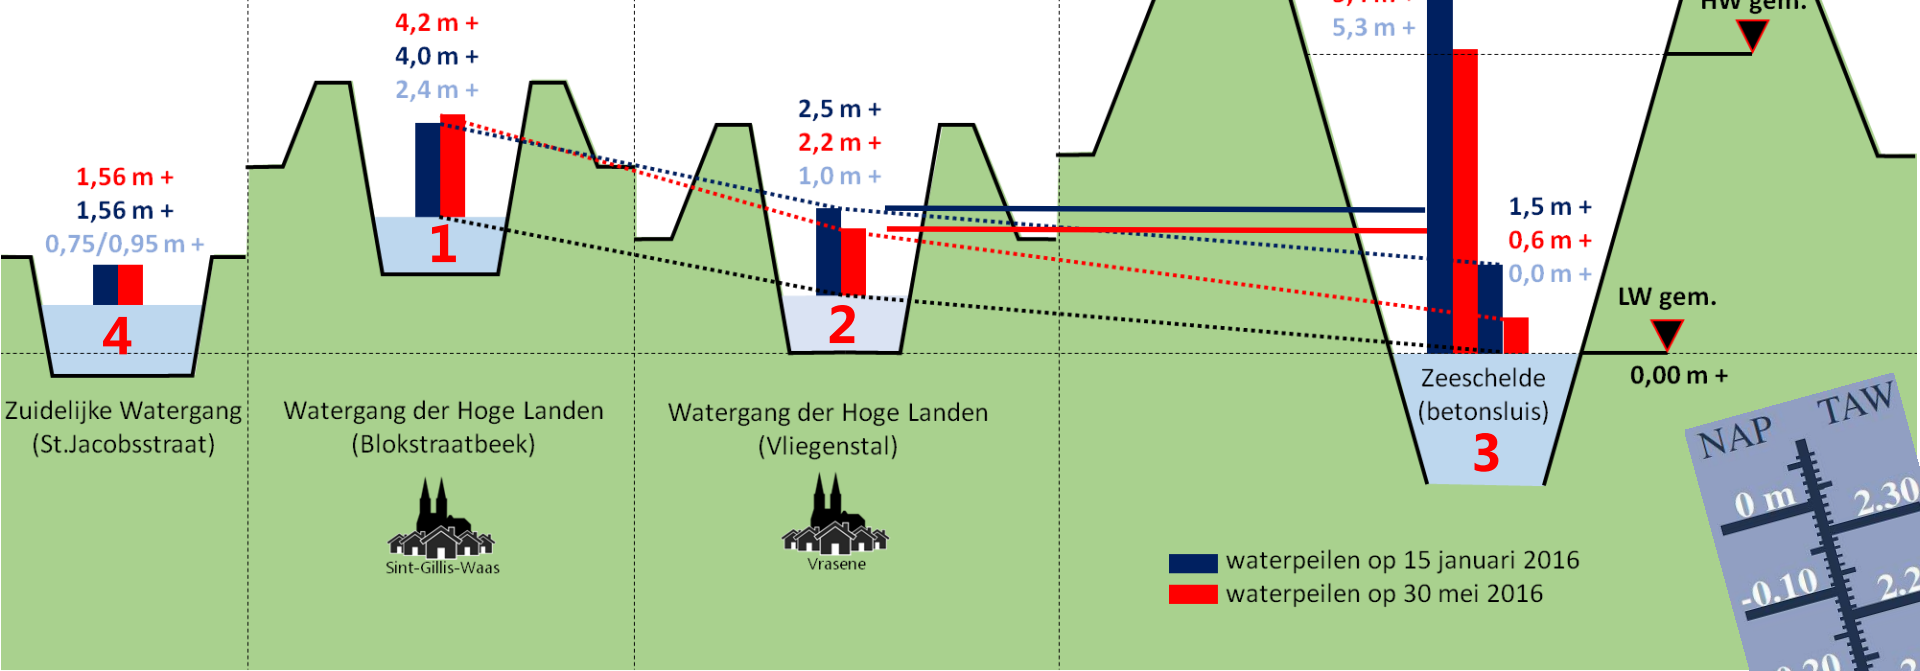 4,2 m +
4,0 m +
2,4 m +
2,5 m +
2,2 m +
1,0 m +
5,3 m +
HW gem.
1,56 m +
1,56 m +
0,75/0,95 m +
1,5 m +
0,6 m +
0,0 m +
LW gem.
0,00 m +
4
1
2
3
Zuidelijke Watergang
(St.Jacobsstraat)
Watergang der Hoge Landen
(Blokstraatbeek)
Watergang der Hoge Landen
(Vliegenstal)
Zeeschelde
(betonsluis)
Sint-Gillis-Waas
Vrasene
waterpeilen op 15 januari 2016
waterpeilen op 30 mei 2016
NAP TAW
0 m 2.30
-0.10 2.2